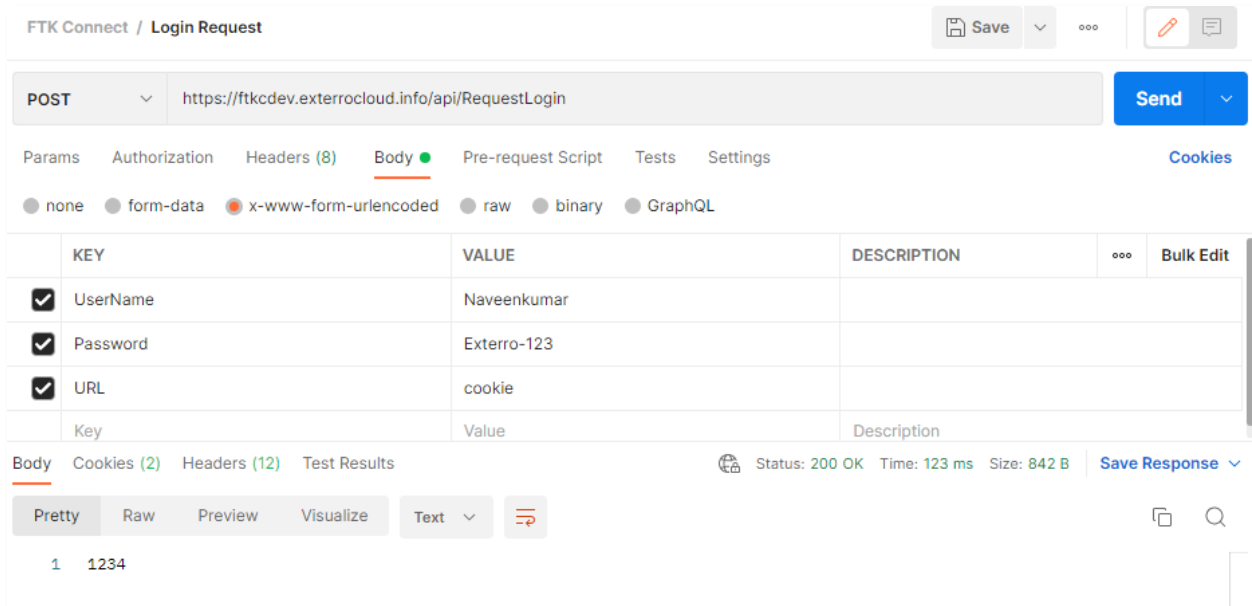 FTK Connect / Login Request
Save
POST
https://ftkcdev.exterrocloud.info/api/RequestLogin
Send
Params Authorization Headers (8) Body Pre-request Script Tests Settings Cookies
none form-data x-www-form-urlencoded raw binary GraphQL
KEY VALUE DESCRIPTION Bulk Edit
UserName Naveenkumar
Password Exterro-123
URL cookie
Key Value Description
Body Cookies (2) Headers (12) Test Results Status: 200 OK Time: 123 ms Size: 842 B Save Response
Pretty Raw Preview Visualize Text
1 1234